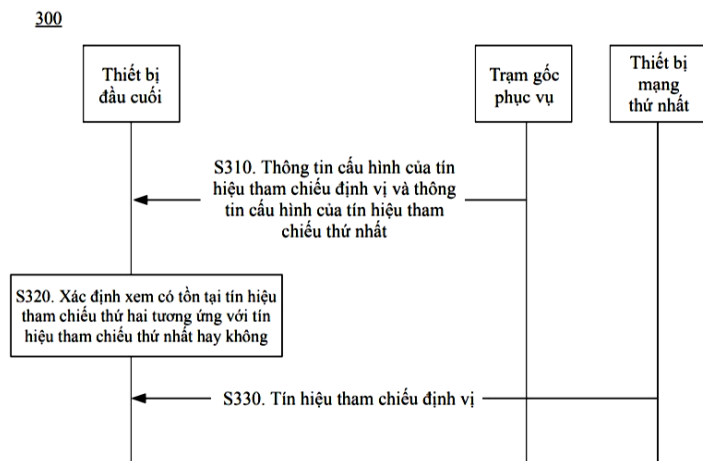 300
Thiết bị
đầu cuối
Trạm gốc
phục vụ
Thiết bị
mạng
thứ nhất
S310. Thông tin cấu hình của tín
hiệu tham chiếu định vị và thông
tin cấu hình của tín hiệu tham
chiếu thứ nhất
S320. Xác định xem có tồn tại tín hiệu
tham chiếu thứ hai tương ứng với tín
hiệu tham chiếu thứ nhất hay không
S330. Tín hiệu tham chiếu định vị